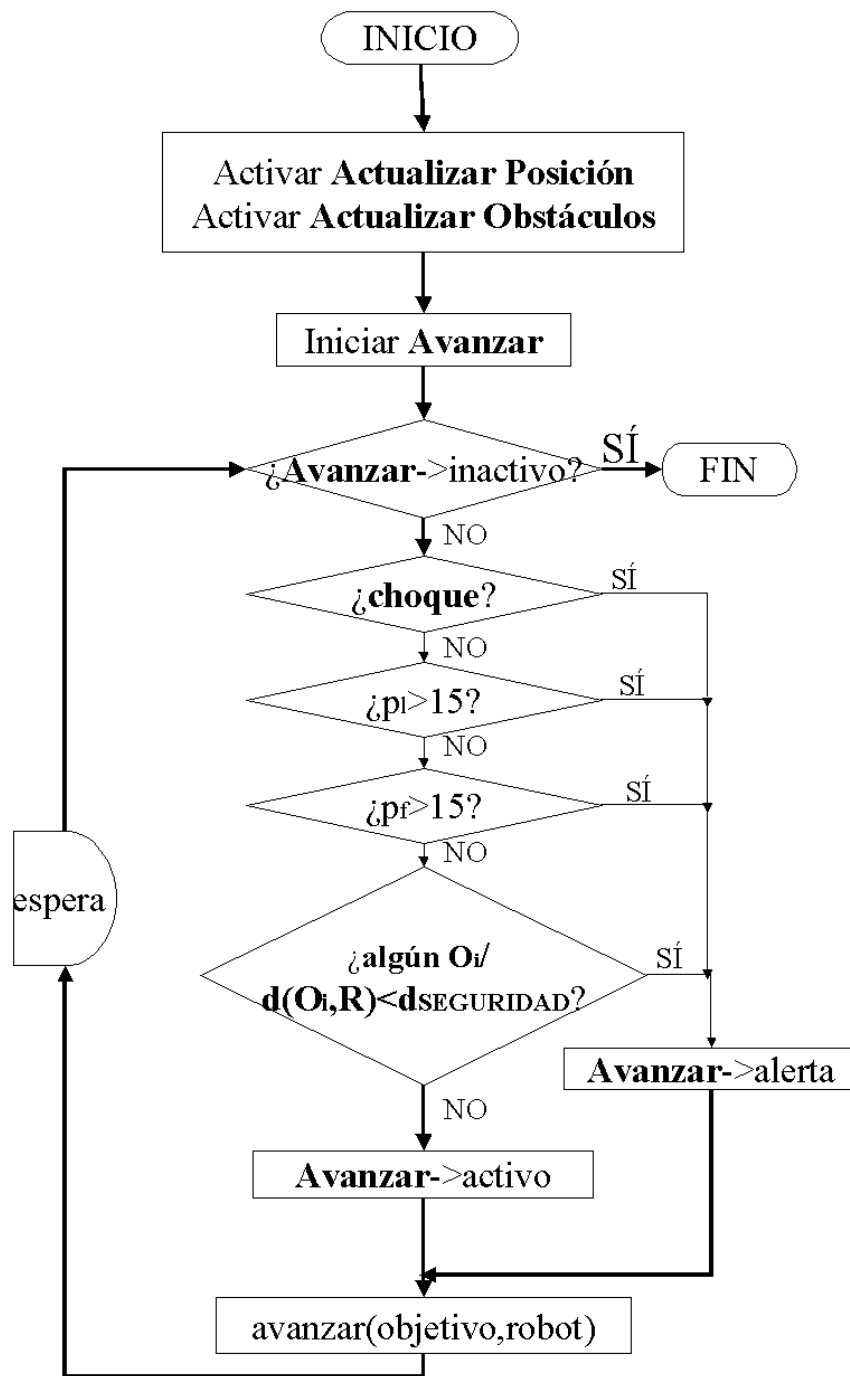 INICIO
Activar Actualizar Posición
Activar Actualizar Obstáculos
Iniciar Avanzar
¿Avanzar->inactivo?
SÍ
FIN
NO
¿choque?
SÍ
NO
¿pl>15?
SÍ
NO
¿pf>15?
SÍ
NO
espera
¿algún Oi/
d(Oi,R)<dSEGURIDAD?
SÍ
Avanzar->alerta
NO
Avanzar->activo
avanzar(objetivo,robot)